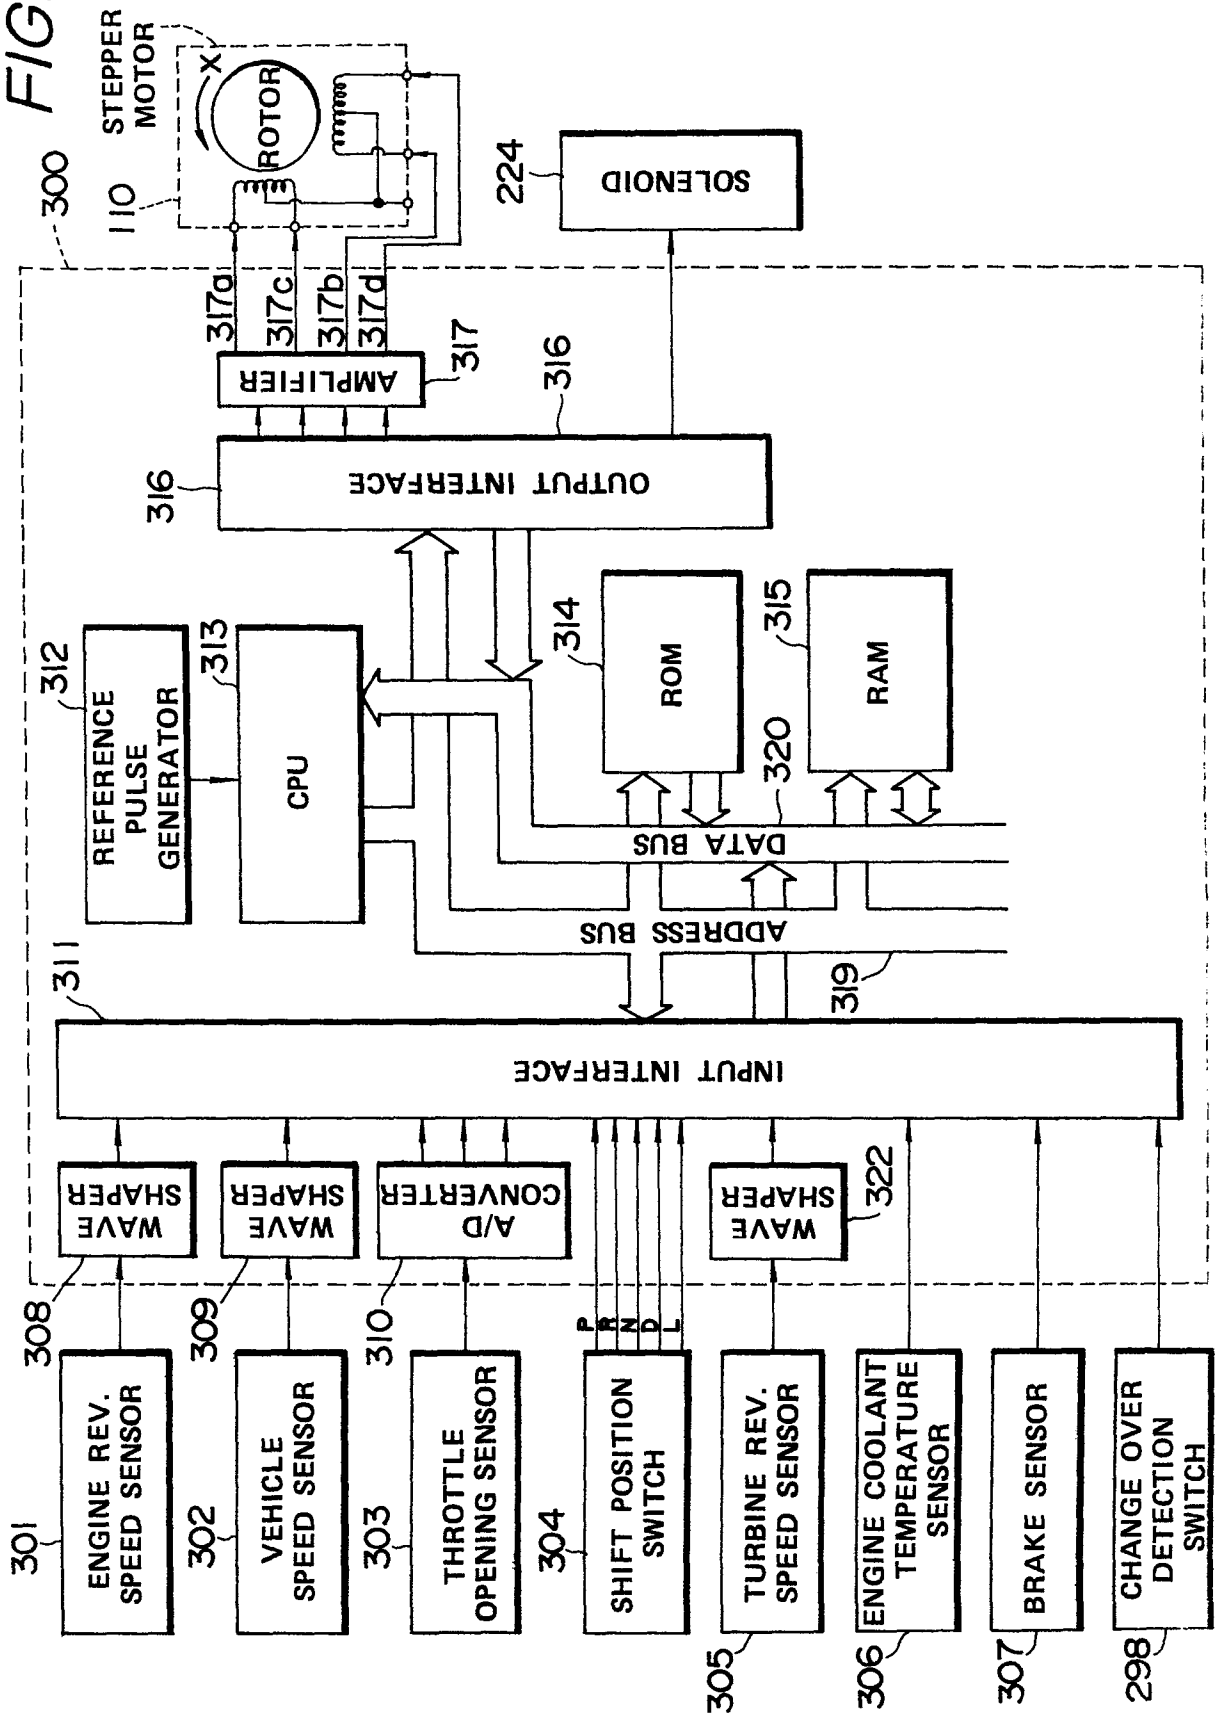 FIG.
STEPPER
MOTOR
X
ROTOR
110
300
317a
317c
317b
317d
AMPLIFIER
317
224
SOLENOID
316
316
OUTPUT INTERFACE
312
REFERENCE
PULSE
GENERATOR
313
CPU
314
ROM
315
RAM
320
DATA BUS
ADDRESS BUS
319
311
INPUT INTERFACE
WAVE
SHAPER
308
WAVE
SHAPER
309
A/D
CONVERTER
310
P
R
N
D
L
WAVE
SHAPER
322
301
ENGINE REV.
SPEED SENSOR
302
VEHICLE
SPEED SENSOR
303
THROTTLE
OPENING SENSOR
304
SHIFT POSITION
SWITCH
305
TURBINE REV.
SPEED SENSOR
306
ENGINE COOLANT
TEMPERATURE
SENSOR
307
BRAKE SENSOR
298
CHANGE OVER
DETECTION
SWITCH